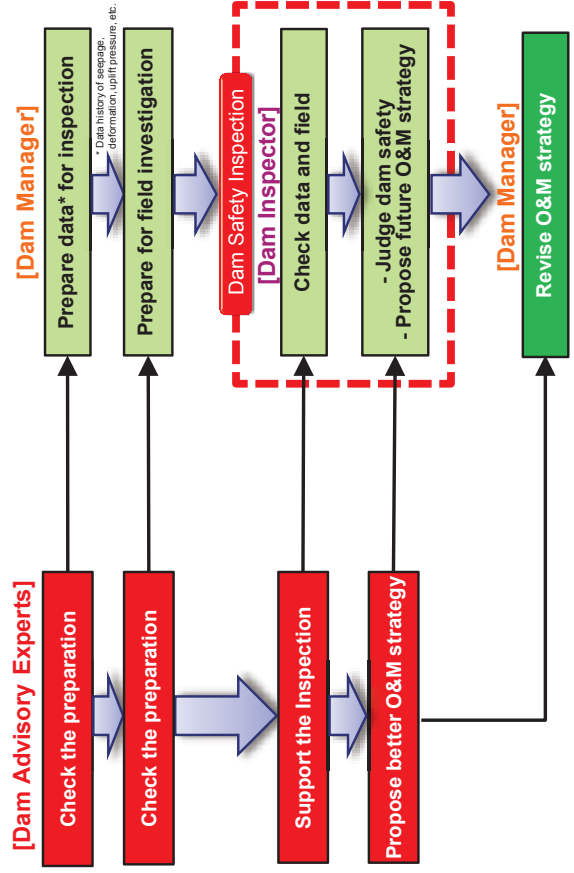 [Dam Advisory Experts]
Check the preparation
Check the preparation
Support the Inspection
Propose better O&M strategy
[Dam Manager]
Prepare data* for inspection
* Data history of seepage,
deformation, uplift pressure, etc.
Prepare for field investigation
Dam Safety Inspection
[Dam Inspector]
Check data and field
- Judge dam safety
- Propose future O&M strategy
[Dam Manager]
Revise O&M strategy